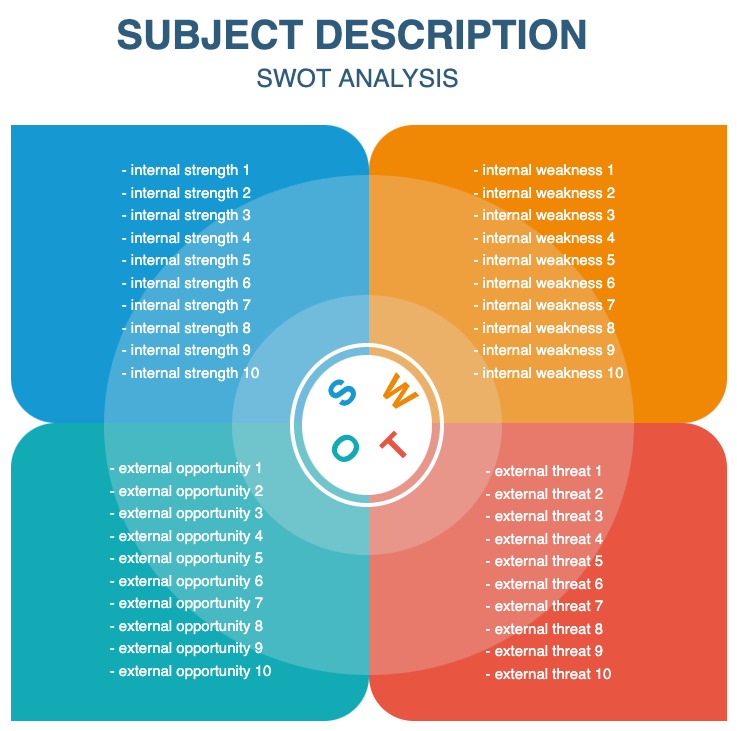 SUBJECT DESCRIPTION
SWOT ANALYSIS
- internal strength 1
- internal strength 2
- internal strength 3
- internal strength 4
- internal strength 5
- internal strength 6
- internal strength 7
- internal strength 8
- internal strength 9
- internal strength 10
- internal weakness 1
- internal weakness 2
- internal weakness 3
- internal weakness 4
- internal weakness 5
- internal weakness 6
- internal weakness 7
- internal weakness 8
- internal weakness 9
- internal weakness 10
S
W
O
T
- external opportunity 1
- external opportunity 2
- external opportunity 3
- external opportunity 4
- external opportunity 5
- external opportunity 6
- external opportunity 7
- external opportunity 8
- external opportunity 9
- external opportunity 10
- external threat 1
- external threat 2
- external threat 3
- external threat 4
- external threat 5
- external threat 6
- external threat 7
- external threat 8
- external threat 9
- external threat 10